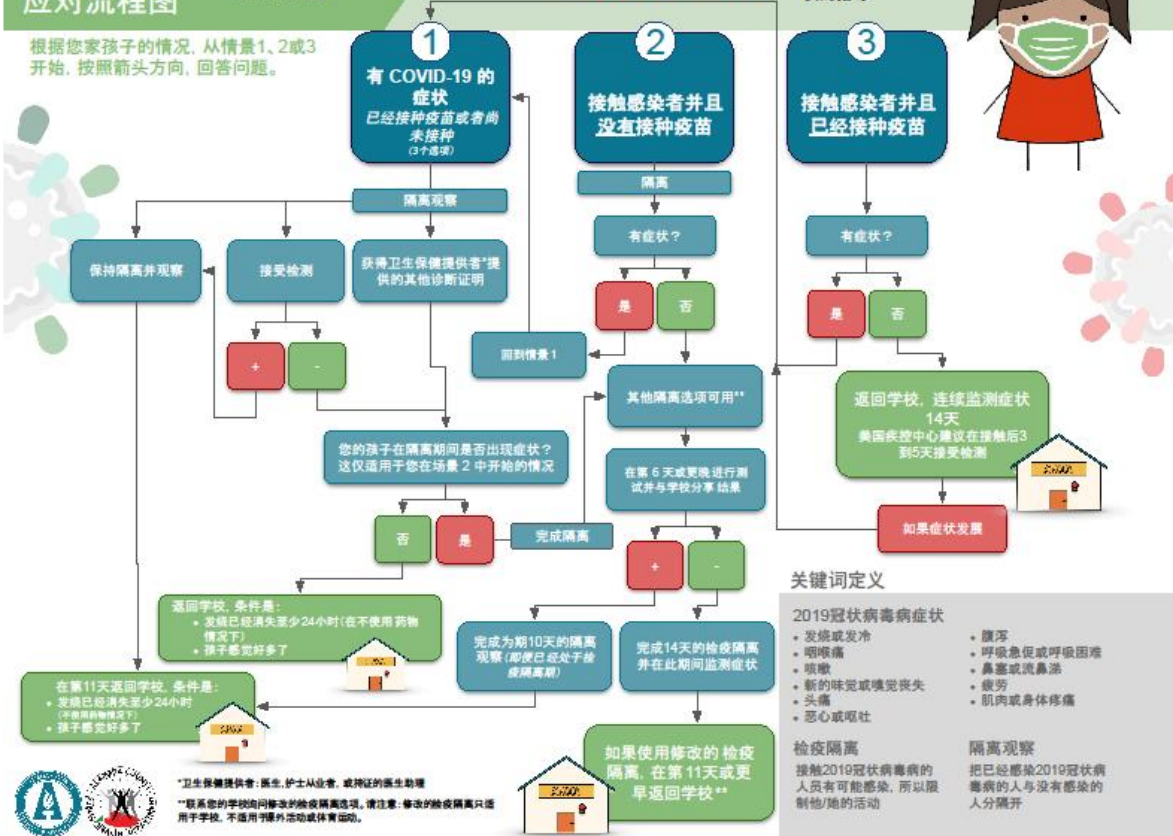 应对流程图
根据您家孩子的情况，从情景1、2或3
开始，按照箭头方向，回答问题。
1
有 COVID-19 的
症状
已经接种疫苗或者尚
未接种
(3个选项)
2
接触感染者并且
没有接种疫苗
3
接触感染者并且
已经接种疫苗
隔离观察
隔离
保持隔离并观察
接受检测
获得卫生保健提供者*提
供的其他诊断证明
有症状？
有症状？
是
否
是
否
+
-
回到情景 1
其他隔离选项可用**
返回学校，连续监测症状
14天
美国疾控中心建议在接触后3
到5天接受检测
您的孩子在隔离期间是否出现症状？
这仅适用于您在场景 2 中开始的情况
在第 6 天或更晚进行测
试并与学校分享 结果
否
是
完成隔离
如果症状发展
+
-
返回学校，条件是：
• 发烧已经消失至少24小时(在不使用 药物
情况下)
• 孩子感觉好多了
完成为期10天的隔离
观察 (即便已经处于检
疫隔离期)
完成14天的检疫隔离
并在此期间监测症状
在第11天返回学校，条件是：
• 发烧已经消失至少24小时
(不使用药物情况下)
• 孩子感觉好多了
如果使用修改的 检疫
隔离，在第11天或更
早返回学校**
*卫生保健提供者：医生，护士从业者，或持证的医生助理
**联系您的学校询问修改的检疫隔离选项。请注意：修改的检疫隔离只适
用于学校，不适用于课外活动或体育运动。
关键词定义
2019冠状病毒病症状
• 发烧或发冷
• 咽喉痛
• 咳嗽
• 新的味觉或嗅觉丧失
• 头痛
• 恶心或呕吐
• 腹泻
• 呼吸急促或呼吸困难
• 鼻塞或流鼻涕
• 疲劳
• 肌肉或身体疼痛
检疫隔离
接触2019冠状病毒病的
人员有可能感染，所以限
制他/她的活动
隔离观察
把已经感染2019冠状病
毒病的人与没有感染的
人分隔开